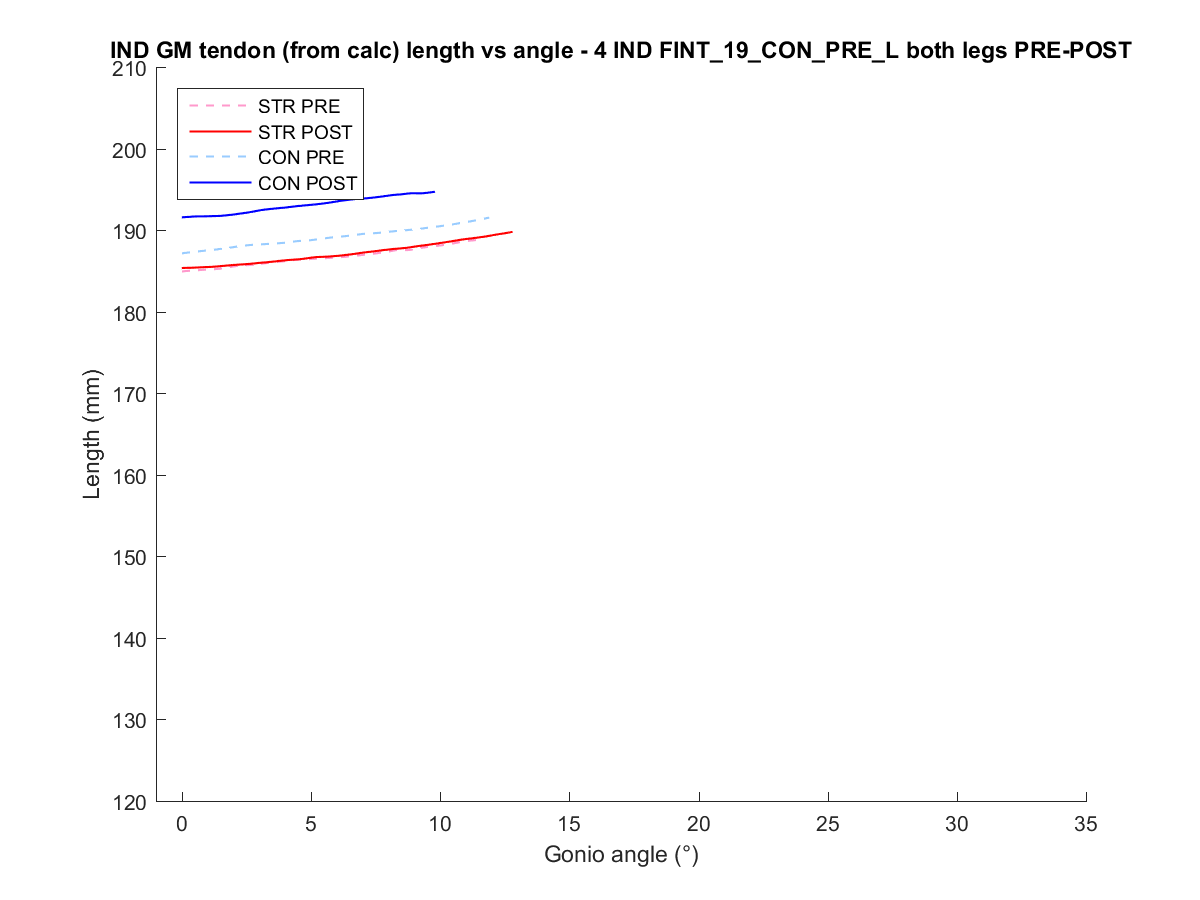 IND GM tendon (from calc) length vs angle - 4 IND FINT_19_CON_PRE_L both legs PRE-POST
210
200
190
180
170
160
150
140
130
120
STR PRE
STR POST
CON PRE
CON POST
Length (mm)
0 5 10 15 20 25 30 35
Gonio angle (°)